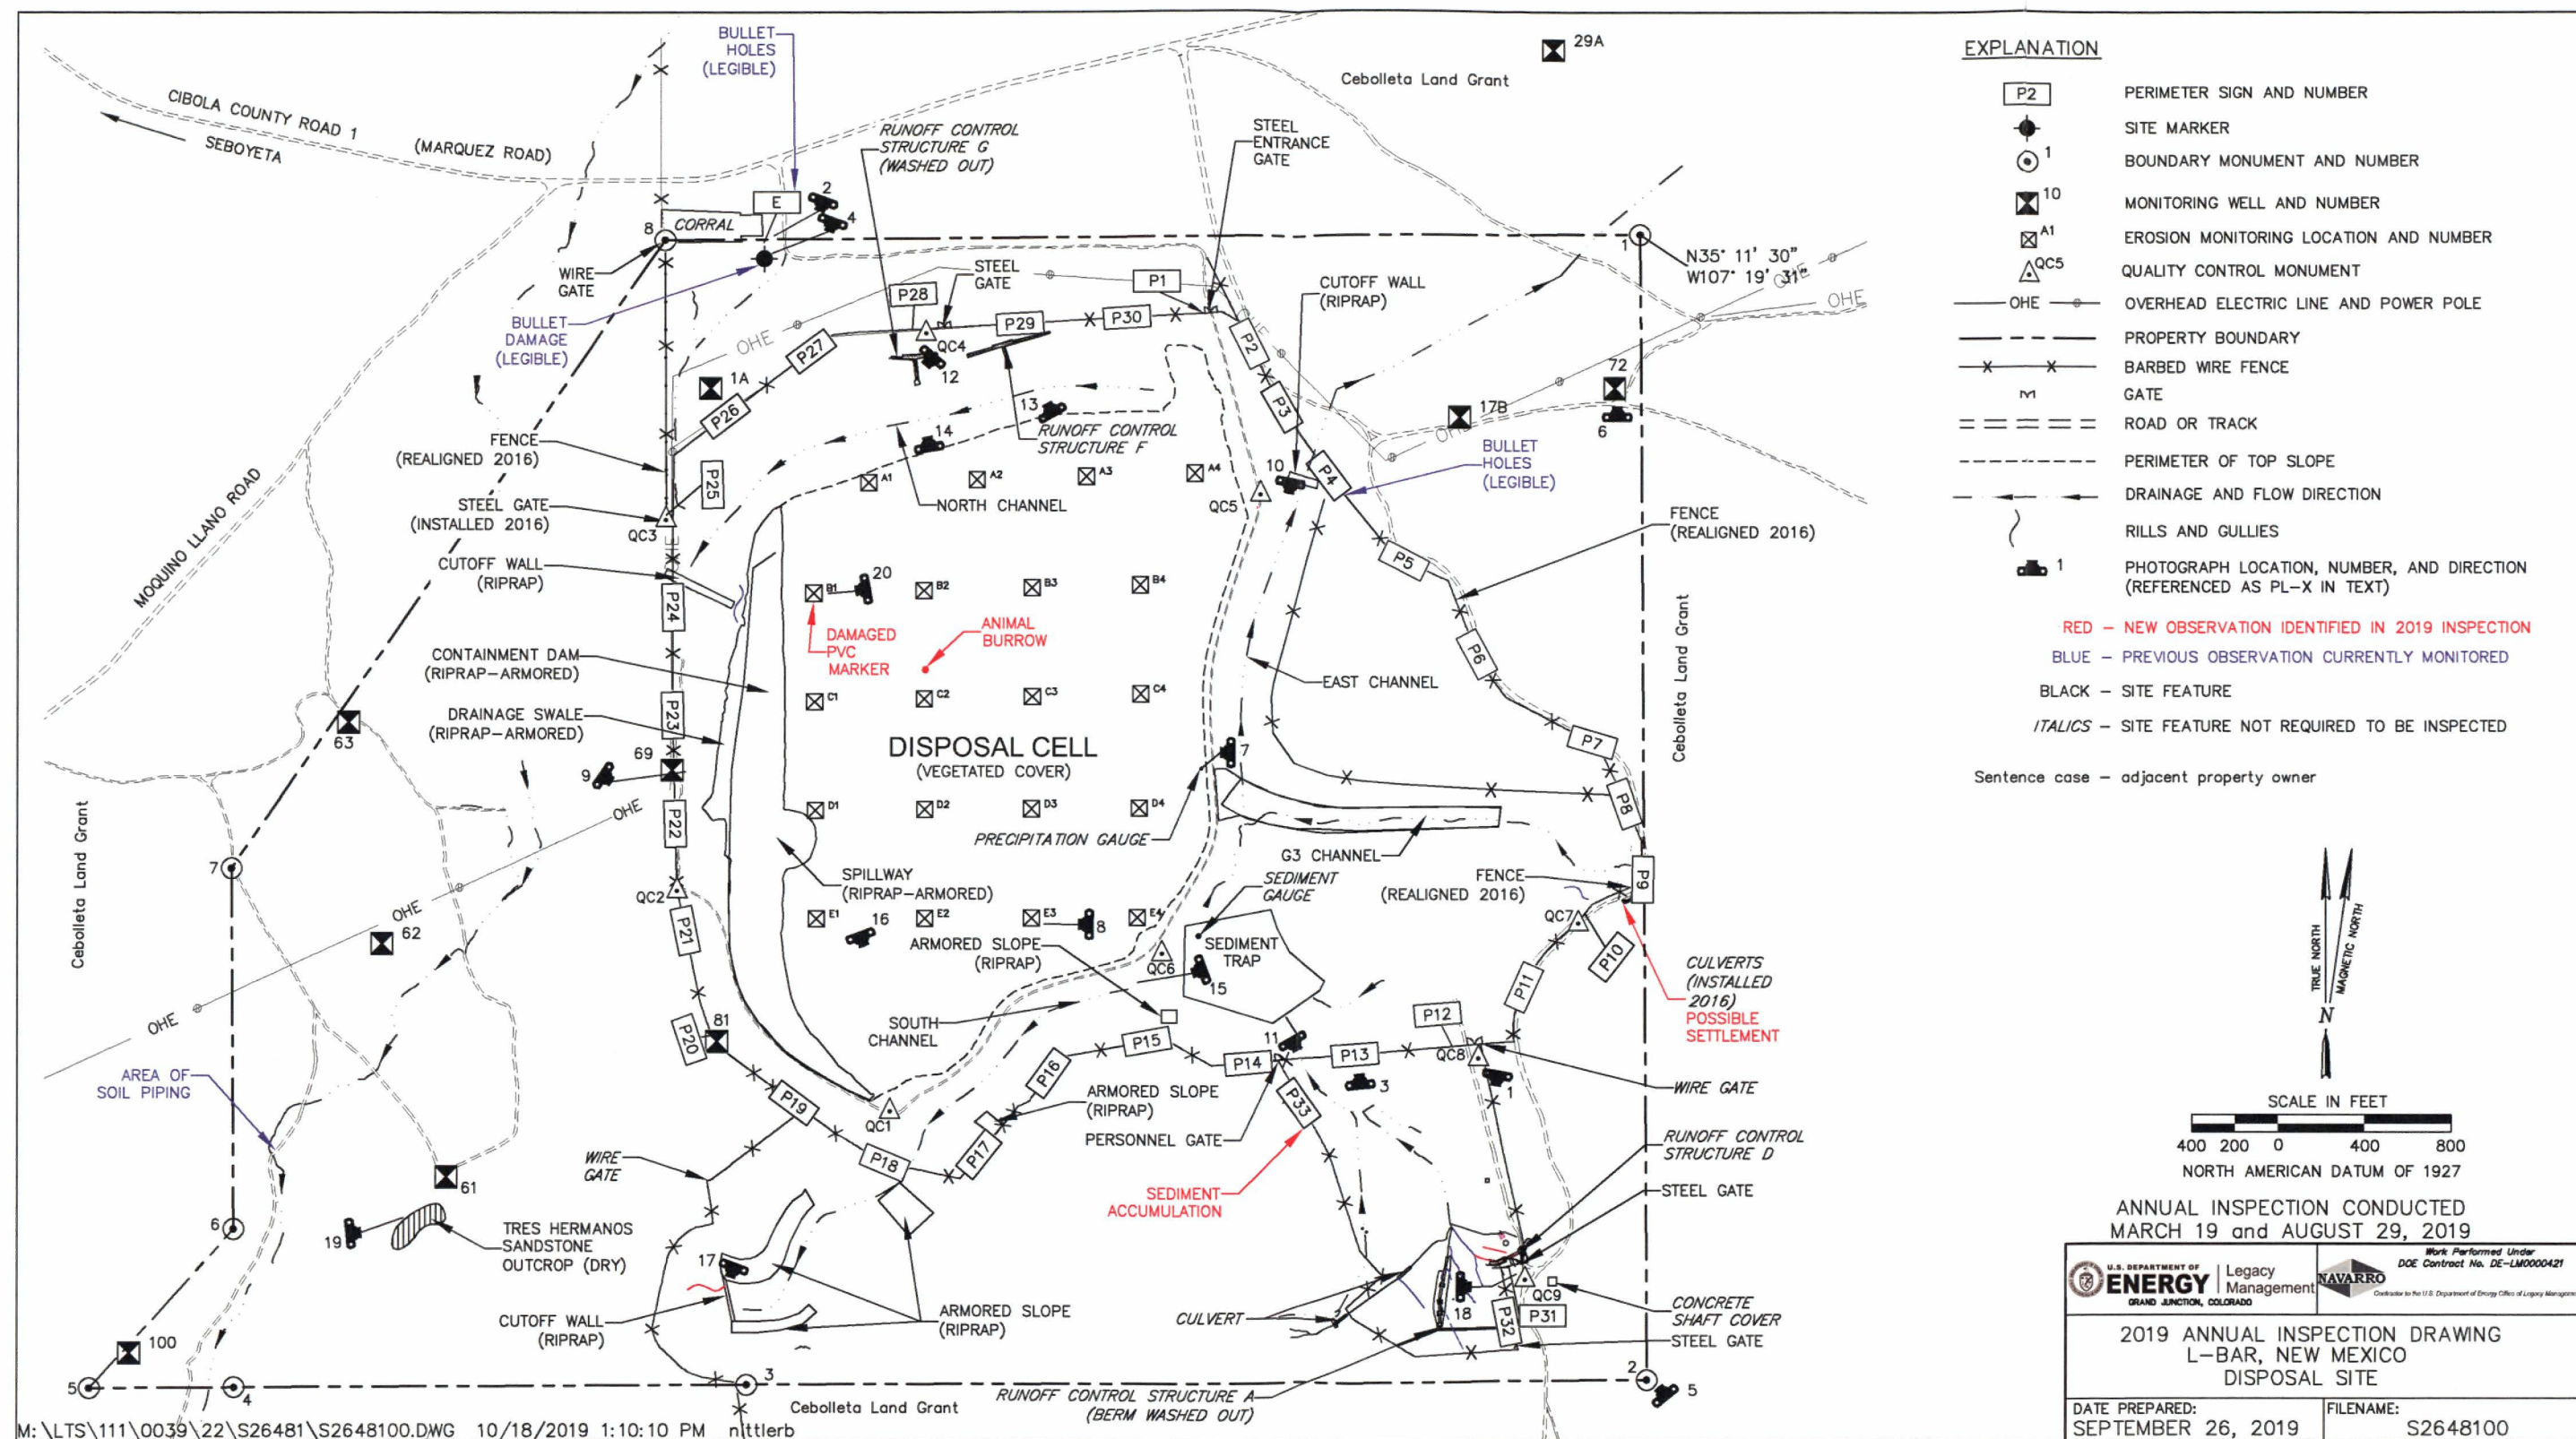 BULLET
HOLES
(LEGIBLE)
29A
Cebolleta Land Grant
CIBOLA COUNTY ROAD 1
(MARQUEZ ROAD)
SEBOYETA
RUNOFF CONTROL
STRUCTURE G
(WASHED OUT)
STEEL
ENTRANCE
GATE
E
2
4
8
CORRAL
WIRE
GATE
1
N35° 11' 30"
W107° 19' 31"
OHE
OHE
STEEL
GATE
P1
CUTOFF WALL
(RIPRAP)
BULLET
DAMAGE
(LEGIBLE)
P28
P29
P30
OHE
OHE
P27
QC4
P2
12
1A
72
P26
13
P3
17B
6
14
RUNOFF CONTROL
STRUCTURE F
OHE
FENCE
(REALIGNED 2016)
P25
BULLET
HOLES
(LEGIBLE)
10
P4
A1
A2
A3
A4
MOQUINO LLANO ROAD
STEEL GATE
(INSTALLED 2016)
NORTH CHANNEL
QC5
QC3
FENCE
(REALIGNED 2016)
OHE
CUTOFF WALL
(RIPRAP)
P5
20
B1
B2
B3
B4
P24
DAMAGED
PVC
MARKER
ANIMAL
BURROW
Cebolleta Land Grant
P6
CONTAINMENT DAM
(RIPRAP-ARMORED)
EAST CHANNEL
C1
C2
C3
C4
P23
DRAINAGE SWALE
(RIPRAP-ARMORED)
63
DISPOSAL CELL
(VEGETATED COVER)
P7
69
9
7
OHE
P8
D1
D2
D3
D4
P22
PRECIPITATION GAUGE
G3 CHANNEL
Cebolleta Land Grant
7
SPILLWAY
(RIPRAP-ARMORED)
SEDIMENT
GAUGE
FENCE
(REALIGNED 2016)
P9
QC2
OHE
E1
E2
E3
E4
16
8
QC7
62
P21
ARMORED SLOPE
(RIPRAP)
SEDIMENT
TRAP
QC6
15
P10
CULVERTS
(INSTALLED
2016)
POSSIBLE
SETTLEMENT
P11
OHE
81
P20
SOUTH
CHANNEL
P12
11
P15
P14
P13
QC8
AREA OF
SOIL PIPING
P16
3
1
WIRE GATE
P19
ARMORED SLOPE
(RIPRAP)
P33
QC1
PERSONNEL GATE
P17
RUNOFF CONTROL
STRUCTURE D
P18
WIRE
GATE
61
STEEL GATE
SEDIMENT
ACCUMULATION
6
19
TRES HERMANOS
SANDSTONE
OUTCROP (DRY)
17
CUTOFF WALL
(RIPRAP)
ARMORED SLOPE
(RIPRAP)
CULVERT
18
QC9
P31
P32
CONCRETE
SHAFT COVER
STEEL GATE
100
5
4
3
2
5
RUNOFF CONTROL STRUCTURE A
(BERM WASHED OUT)
Cebolleta Land Grant
M:\LTS\111\0039\22\S26481\S2648100.DWG 10/18/2019 1:10:10 PM nittlerb
EXPLANATION
P2 PERIMETER SIGN AND NUMBER
SITE MARKER
1 BOUNDARY MONUMENT AND NUMBER
10 MONITORING WELL AND NUMBER
A1 EROSION MONITORING LOCATION AND NUMBER
QC5 QUALITY CONTROL MONUMENT
OHE OVERHEAD ELECTRIC LINE AND POWER POLE
PROPERTY BOUNDARY
BARBED WIRE FENCE
GATE
ROAD OR TRACK
PERIMETER OF TOP SLOPE
DRAINAGE AND FLOW DIRECTION
RILLS AND GULLIES
1 PHOTOGRAPH LOCATION, NUMBER, AND DIRECTION
(REFERENCED AS PL-X IN TEXT)
RED – NEW OBSERVATION IDENTIFIED IN 2019 INSPECTION
BLUE – PREVIOUS OBSERVATION CURRENTLY MONITORED
BLACK – SITE FEATURE
ITALICS – SITE FEATURE NOT REQUIRED TO BE INSPECTED
Sentence case – adjacent property owner
TRUE NORTH
MAGNETIC NORTH
N
SCALE IN FEET
400 200 0 400 800
NORTH AMERICAN DATUM OF 1927
ANNUAL INSPECTION CONDUCTED
MARCH 19 and AUGUST 29, 2019
U.S. DEPARTMENT OF
ENERGY
Legacy
Management
GRAND JUNCTION, COLORADO
NAVARRO
Work Performed Under
DOE Contract No. DE-LM0000421
Contractor to the U.S. Department of Energy Office of Legacy Management
2019 ANNUAL INSPECTION DRAWING
L-BAR, NEW MEXICO
DISPOSAL SITE
DATE PREPARED:
SEPTEMBER 26, 2019
FILENAME:
S2648100